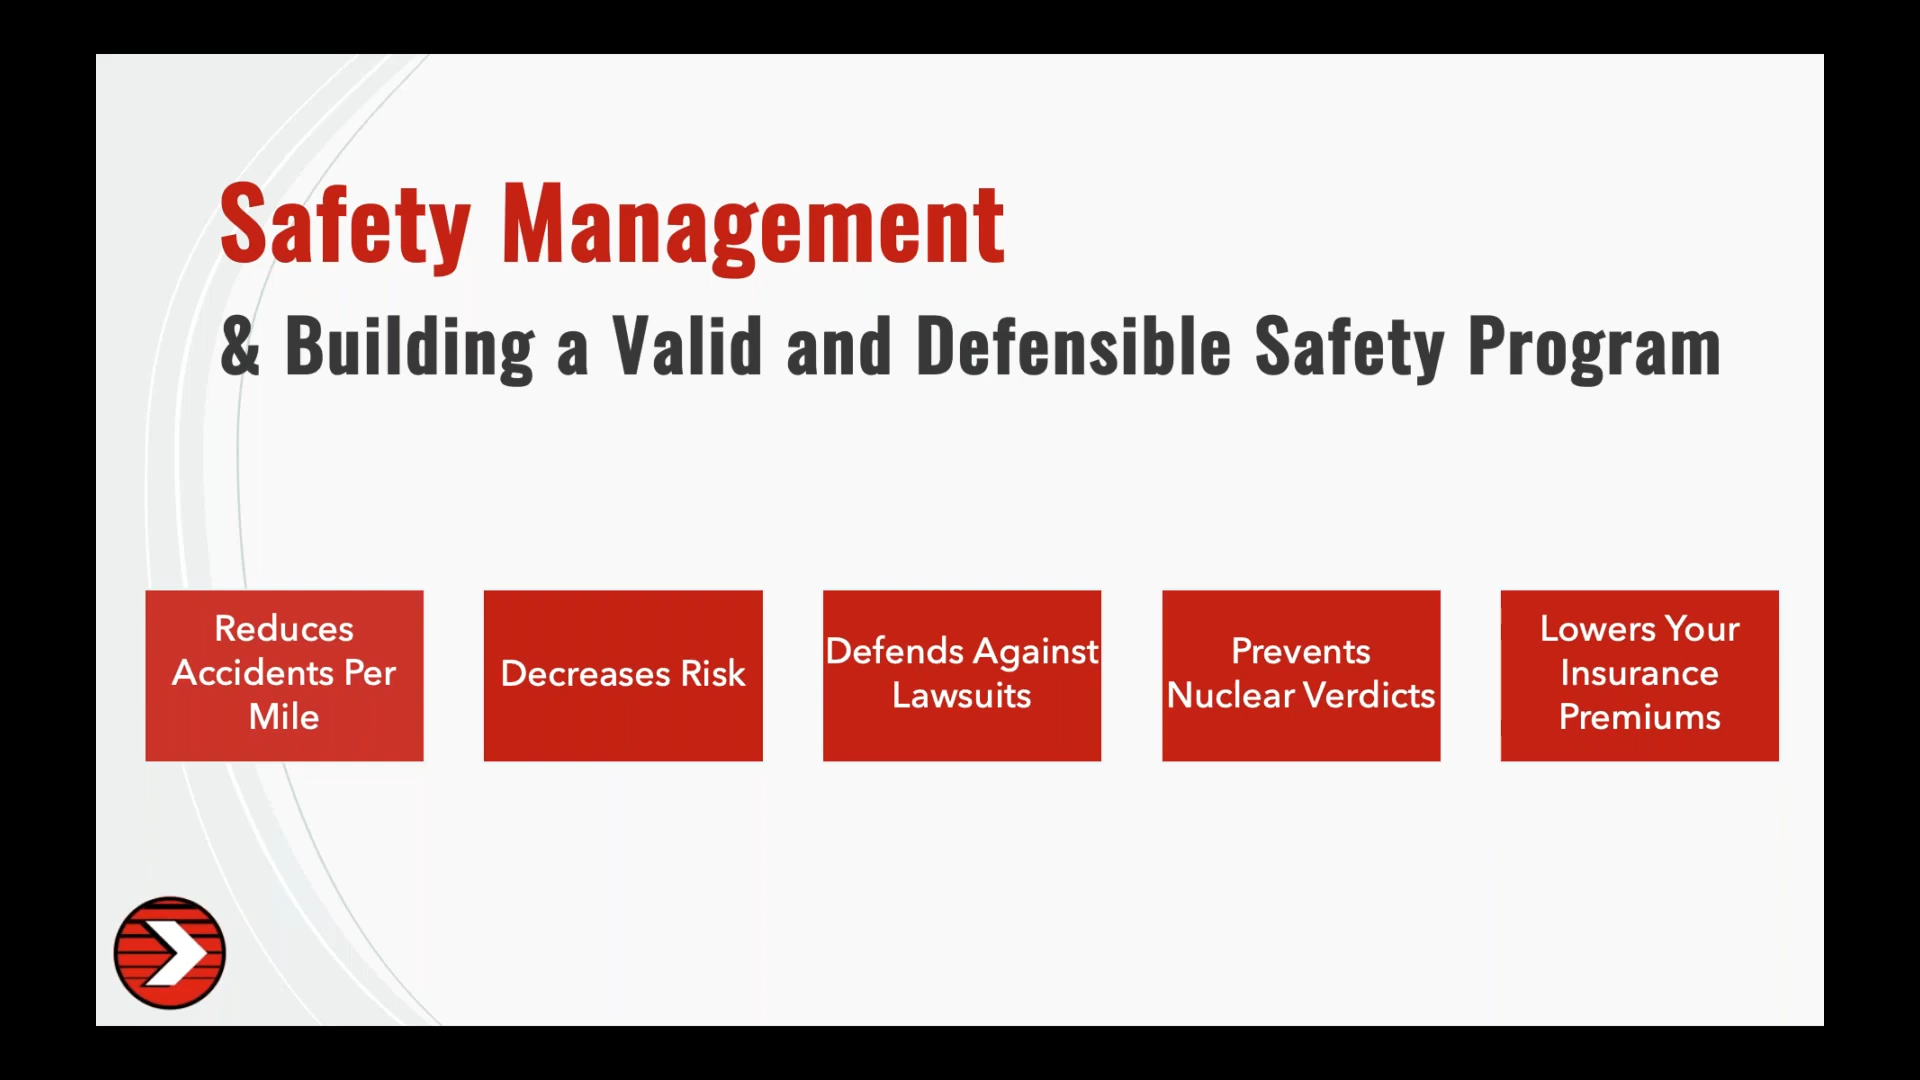 Safety Management
& Building a Valid and Defensible Safety Program
Reduces
Accidents Per
Mile
Decreases Risk
Defends Against
Lawsuits
Prevents
Nuclear Verdicts
Lowers Your
Insurance
Premiums